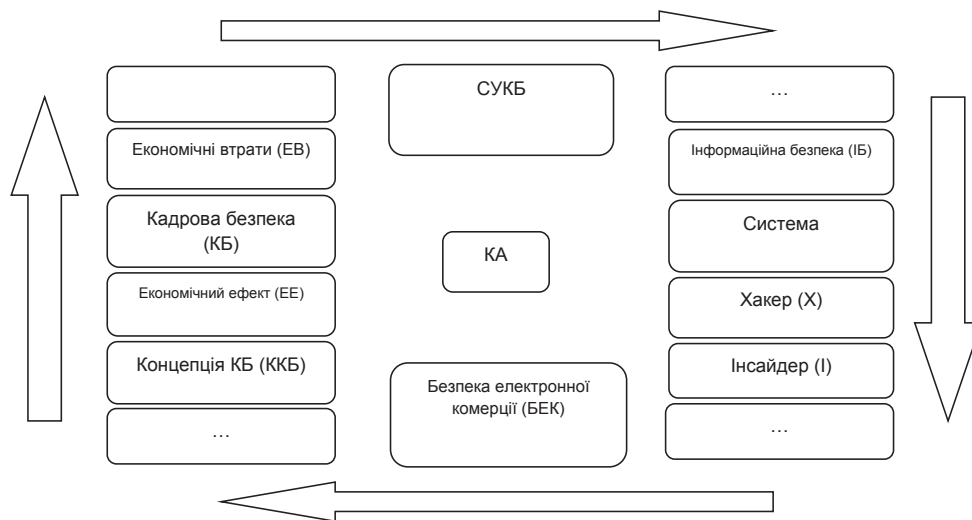 Економічні втрати (ЕВ)
Кадрова безпека
(КБ)
Економічний ефект (ЕЕ)
Концепція КБ (ККБ)
…
СУКБ
КА
Безпека електронної
комерції (БЕК)
…
Інформаційна безпека (ІБ)
Система
Хакер (Х)
Інсайдер (І)
…